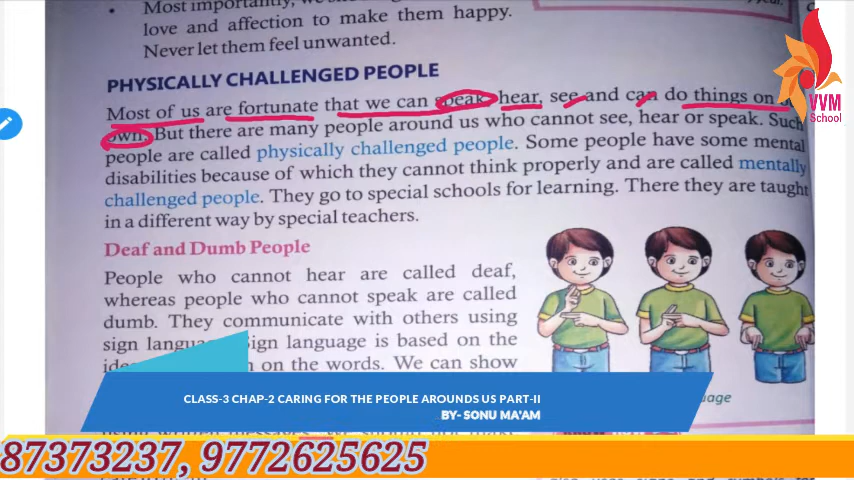 Most importantly, we
love and affection to make them happy.
Never let them feel unwanted.
PHYSICALLY CHALLENGED PEOPLE
Most of us are fortunate that we can speak, hear, see and can do things on
own. But there are many people around us who cannot see, hear or speak. Such
people are called physically challenged people. Some people have some mental
disabilities because of which they cannot think properly and are called mentally
challenged people. They go to special schools for learning. There they are taught
in a different way by special teachers.
Deaf and Dumb People
People who cannot hear are called deaf,
whereas people who cannot speak are called
dumb. They communicate with others using
sign language. Sign language is based on the
on the words. We can show
VVM
School
CLASS-3 CHAP-2 CARING FOR THE PEOPLE AROUNDS US PART-II
BY- SONU MA'AM
87373237, 9772625625